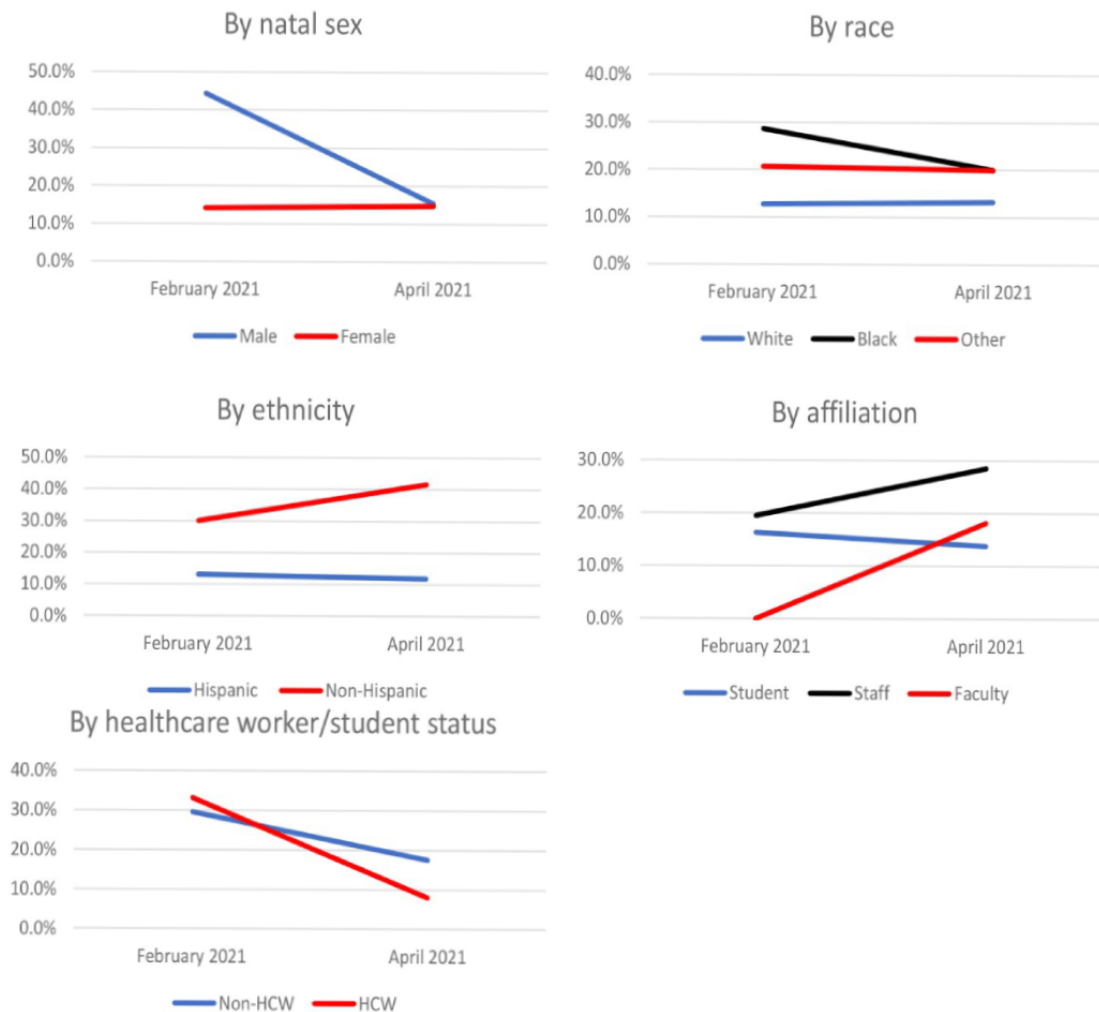 By natal sex
50.0%
40.0%
30.0%
20.0%
10.0%
0.0%
February 2021 April 2021
Male Female
By race
40.0%
30.0%
20.0%
10.0%
0.0%
February 2021 April 2021
White Black Other
By ethnicity
50.0%
40.0%
30.0%
20.0%
10.0%
0.0%
February 2021 April 2021
Hispanic Non-Hispanic
By affiliation
30.0%
20.0%
10.0%
0.0%
February 2021 April 2021
Student Staff Faculty
By healthcare worker/student status
40.0%
30.0%
20.0%
10.0%
0.0%
February 2021 April 2021
Non-HCW HCW